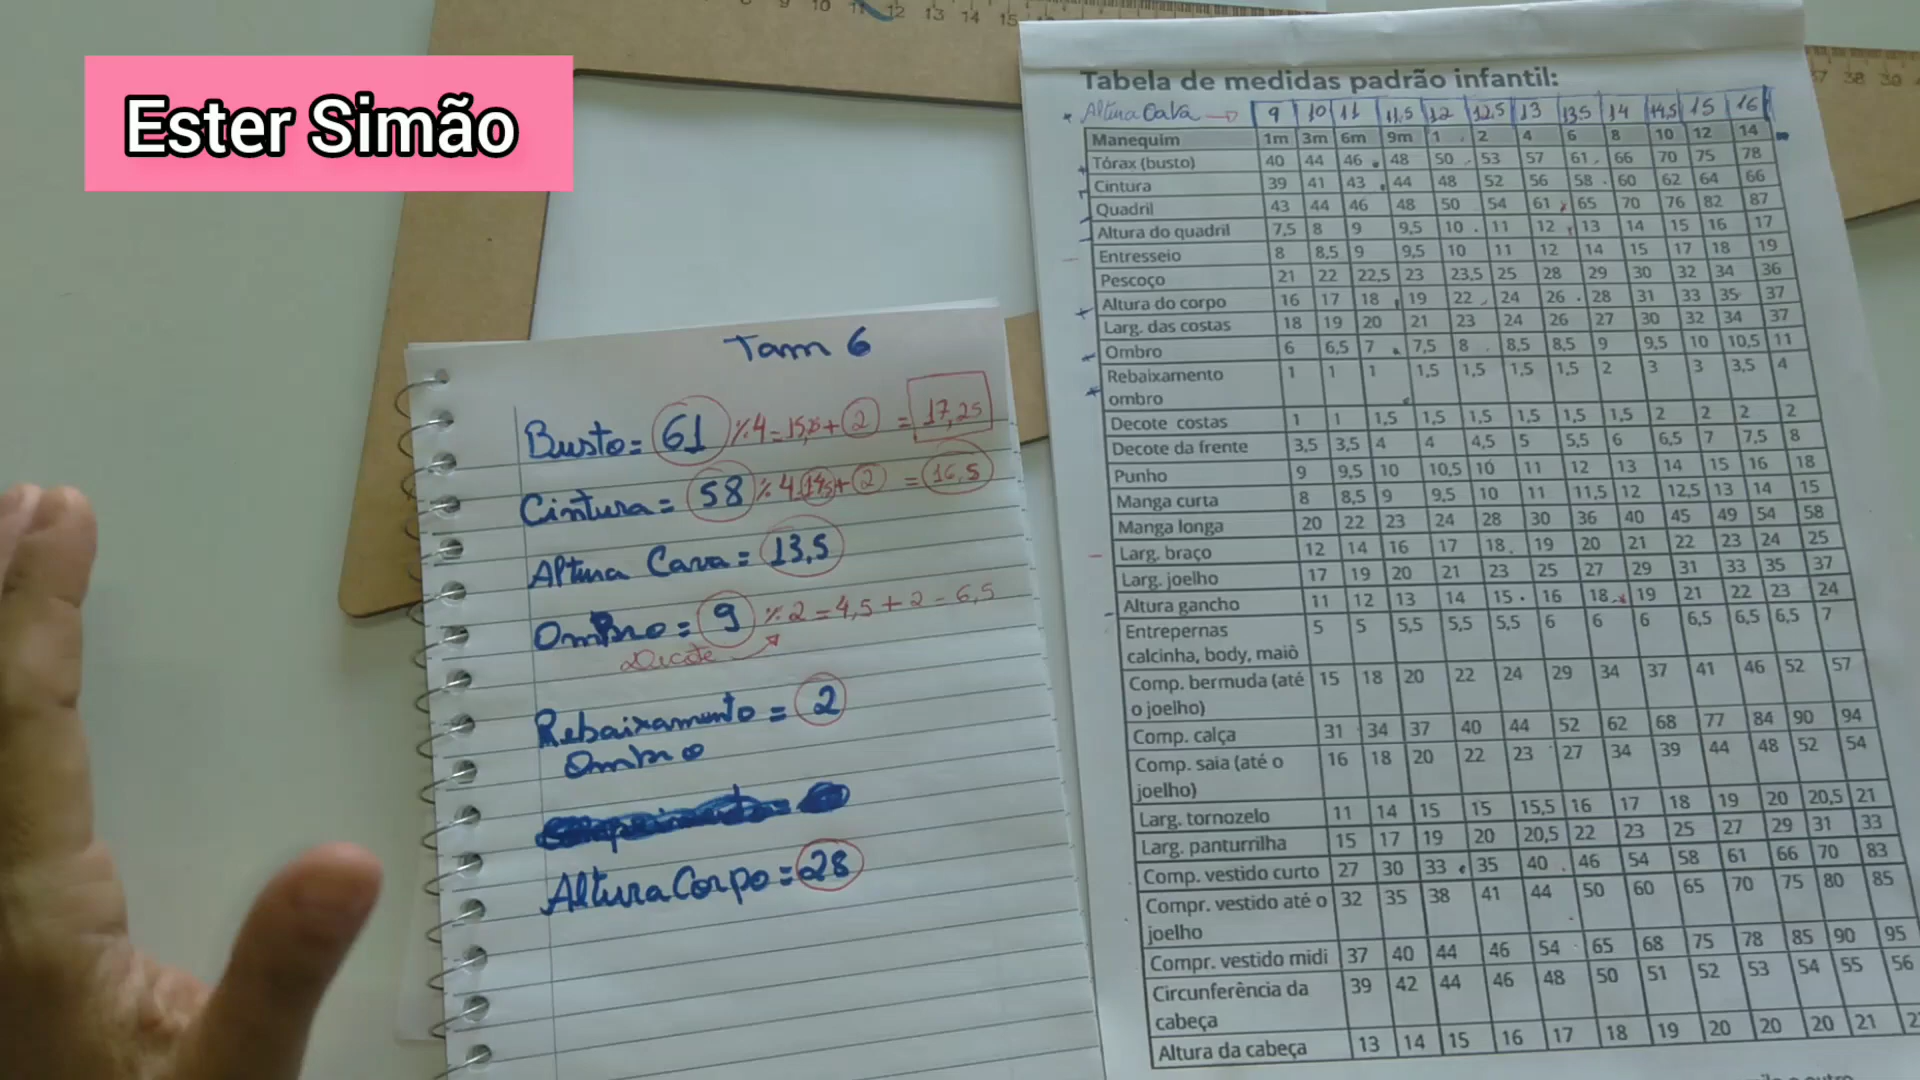 Ester Simão
8 10 11 12 13 14 15
37 38 39
Tam 6
Busto = 61 ٪ 4 = 15,25 + 2 = 17,25
Cintura = 58 ٪ 4 14,5 + 2 = 16,5
Altura Cava = 13,5
Ombro = 9 ٪ 2 = 4,5 + 2 = 6,5
Decote
Rebaixamento = 2
Ombro
Altura Corpo = 28
Tabela de medidas padrão infantil:
Altura Cava → 9 10 11 11,5 12 12,5 13 13,5 14 14,5 15 16
Manequim 1m 3m 6m 9m 1 2 4 6 8 10 12 14
Tórax (busto) 40 44 46 48 50 53 57 61 66 70 75 78
Cintura 39 41 43 44 48 52 56 58 60 62 64 66
Quadril 43 44 46 48 50 54 61 65 70 76 82 87
Altura do quadril 7,5 8 9 9,5 10 11 12 13 14 15 16 17
Entresseio 8 8,5 9 9,5 10 11 12 14 15 17 18 19
Pescoço 21 22 22,5 23 23,5 25 28 29 30 32 34 36
Altura do corpo 16 17 18 19 22 24 26 28 31 33 35 37
Larg. das costas 18 19 20 21 23 24 26 27 30 32 34 37
Ombro 6 6,5 7 7,5 8 8,5 8,5 9 9,5 10 10,5 11
Rebaixamento 1 1 1 1,5 1,5 1,5 1,5 2 3 3 3,5 4
ombro
Decote costas 1 1 1,5 1,5 1,5 1,5 1,5 1,5 2 2 2 2
Decote da frente 3,5 3,5 4 4 4,5 5 5,5 6 6,5 7 7,5 8
Punho 9 9,5 10 10,5 10 11 12 13 14 15 16 18
Manga curta 8 8,5 9 9,5 10 11 11,5 12 12,5 13 14 15
Manga longa 20 22 23 24 28 30 36 40 45 49 54 58
Larg. braço 12 14 16 17 18 19 20 21 22 23 24 25
Larg. joelho 17 19 20 21 23 25 27 29 31 33 35 37
Altura gancho 11 12 13 14 15 16 18 19 21 22 23 24
Entrepernas 5 5 5,5 5,5 5,5 6 6 6 6,5 6,5 6,5 7
calcinha, body, maiô
Comp. bermuda (até 15 18 20 22 24 29 34 37 41 46 52 57
o joelho)
Comp. calça 31 34 37 40 44 52 62 68 77 84 90 94
Comp. saia (até o 16 18 20 22 23 27 34 39 44 48 52 54
joelho)
Larg. tornozelo 11 14 15 15 15,5 16 17 18 19 20 20,5 21
Larg. panturrilha 15 17 19 20 20,5 22 23 25 27 29 31 33
Comp. vestido curto 27 30 33 35 40 46 54 58 61 66 70 83
Compr. vestido até o 32 35 38 41 44 50 60 65 70 75 80 85
joelho
Compr. vestido midi 37 40 44 46 54 65 68 75 78 85 90 95
Circunferência da 39 42 44 46 48 50 51 52 53 54 55 56
cabeça
Altura da cabeça 13 14 15 16 17 18 19 20 20 20 21